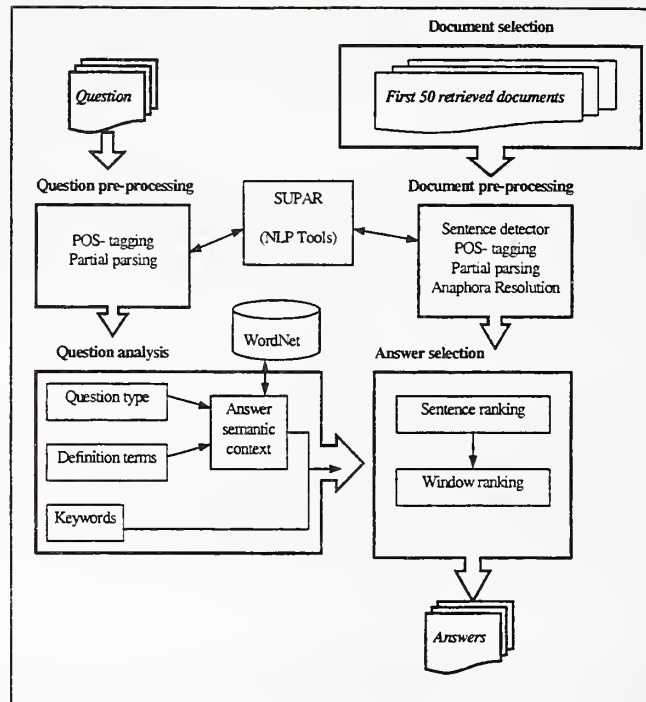 Document selection
Question
First 50 retrieved documents
Question pre-processing
Document pre-processing
SUPAR
(NLP Tools)
POS- tagging
Partial parsing
Sentence detector
POS- tagging
Partial parsing
Anaphora Resolution
WordNet
Question analysis
Answer selection
Question type
Answer
semantic
context
Definition terms
Keywords
Sentence ranking
Window ranking
Answers